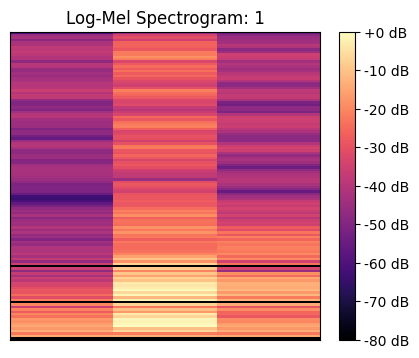 Log-Mel Spectrogram: 1
+0 dB
-10 dB
-20 dB
-30 dB
-40 dB
-50 dB
-60 dB
-70 dB
-80 dB